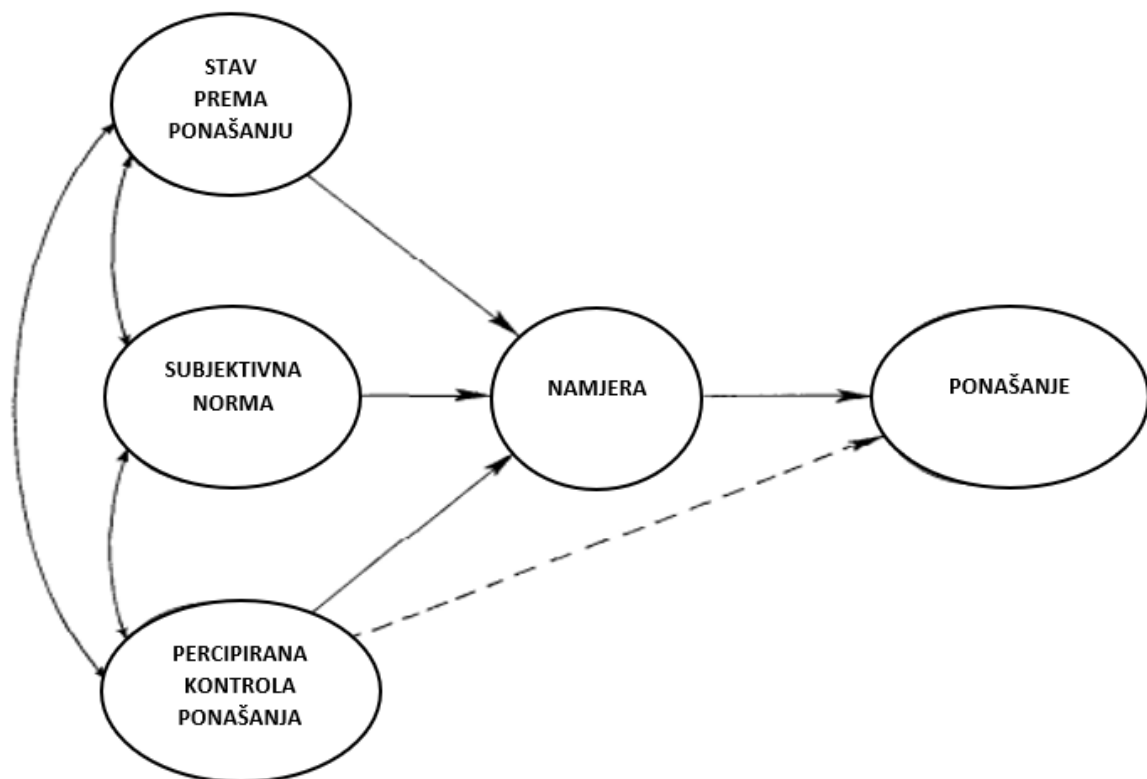 STAV
PREMA
PONAŠANJU
SUBJEKTIVNA
NORMA
NAMJERA
PONAŠANJE
PERCIPIRANA
KONTROLA
PONAŠANJA